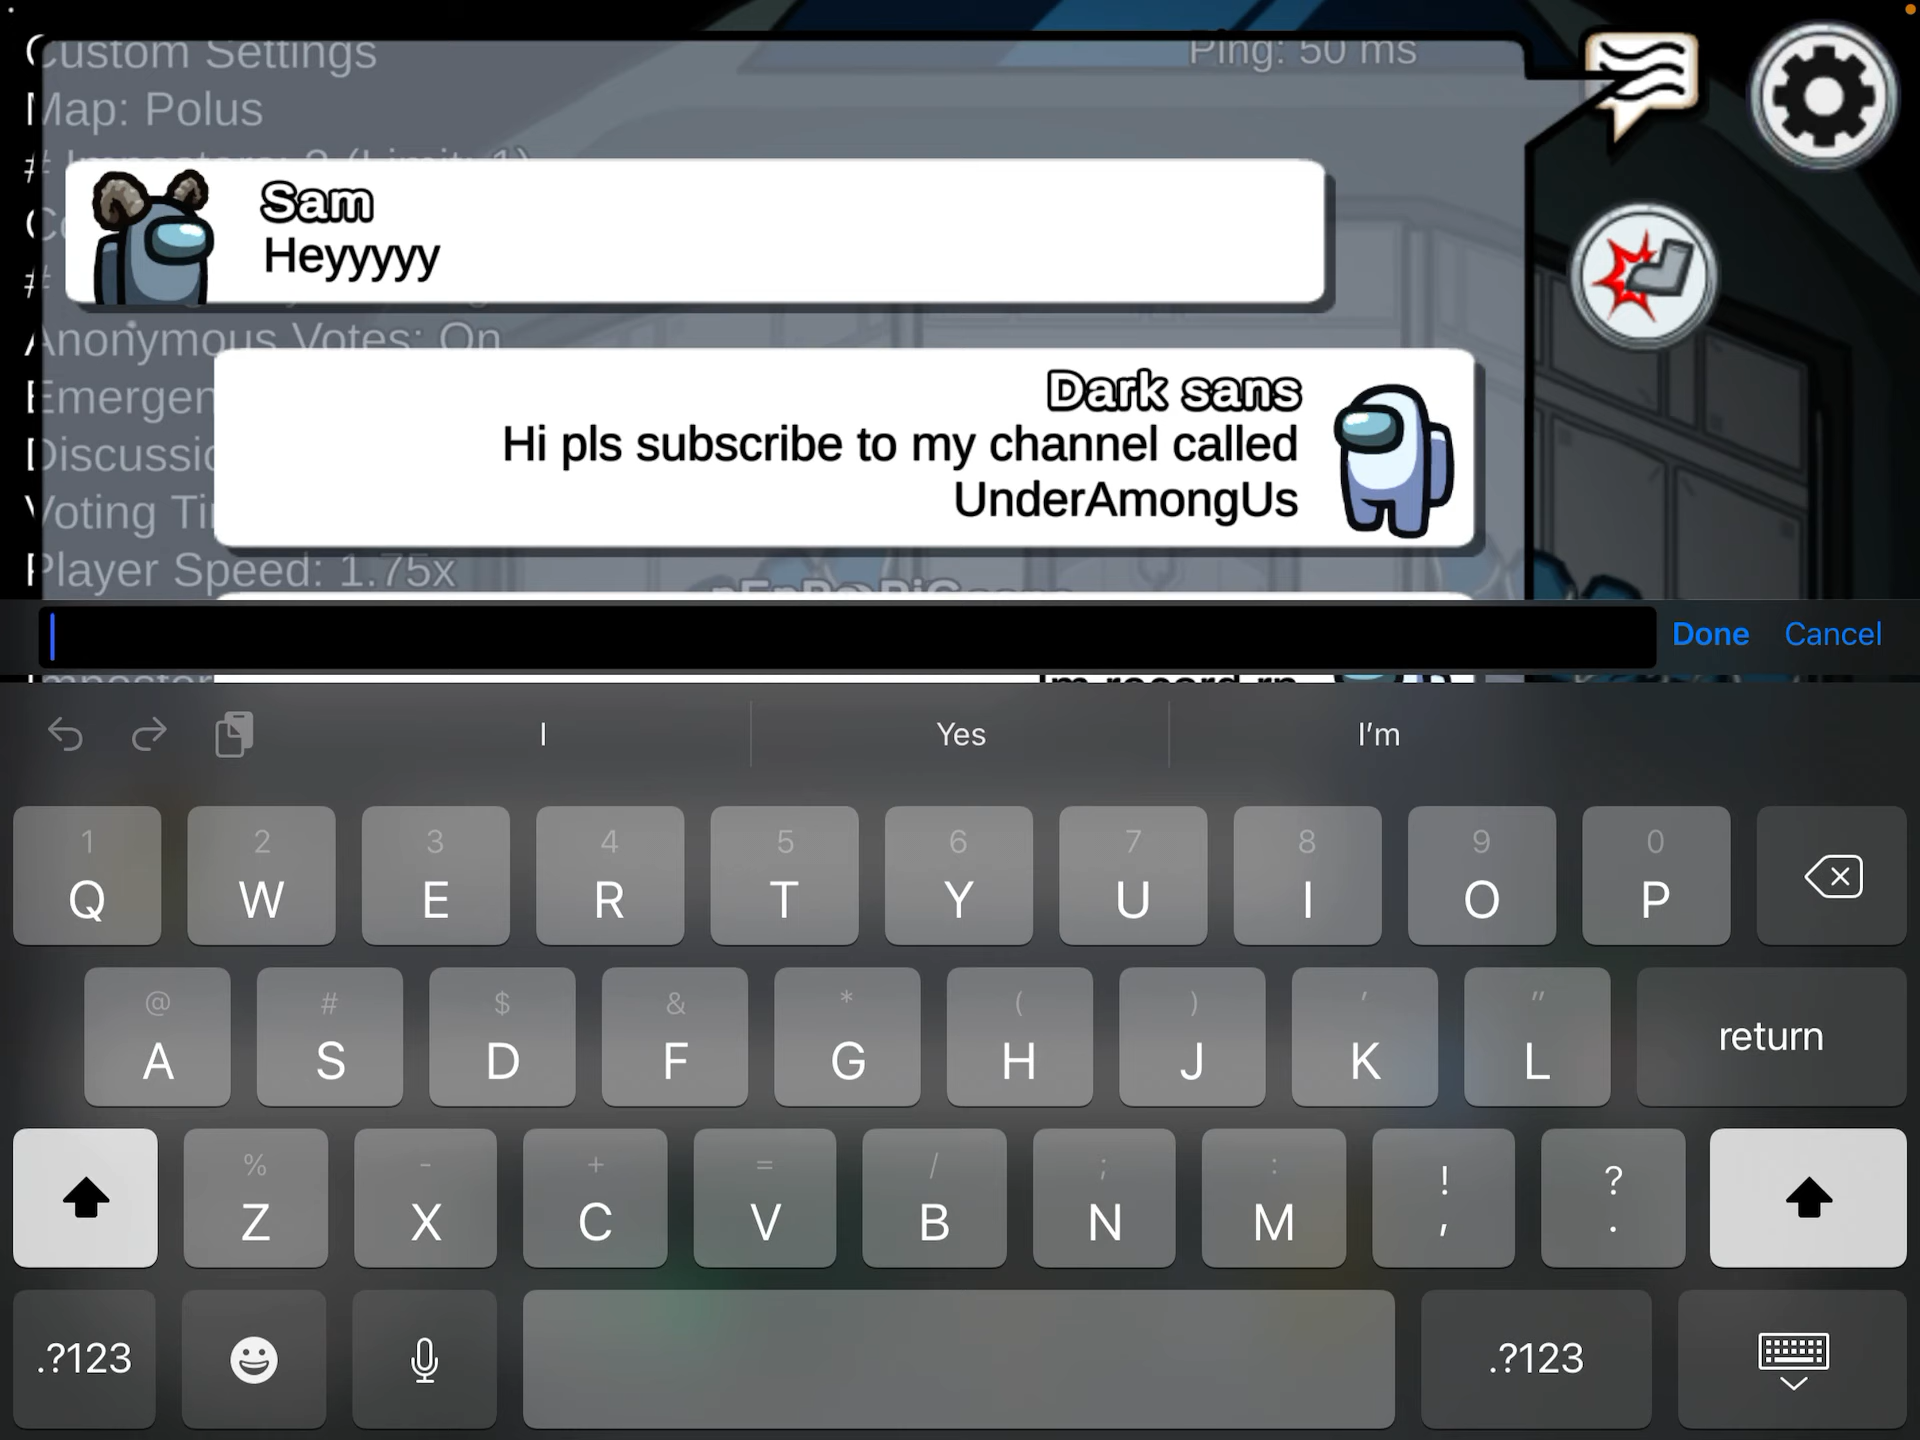 Custom Settings
Ping: 50 ms
Map: Polus
Sam
Heyyyyy
Anonymous Votes: On
Dark sans
Hi pls subscribe to my channel called
UnderAmongUs
Player Speed: 1.75x
Done Cancel
I Yes I'm
1 2 3 4 5 6 7 8 9 0
Q W E R T Y U I O P
@ # $ & * ( ) ' "
A S D F G H J K L return
% - + = / ; : ! ?
Z X C V B N M , .
.?123 .?123